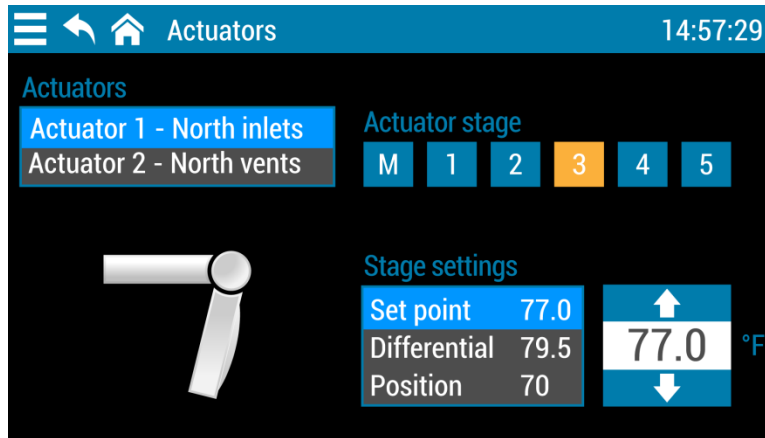 Actuators 14:57:29
Actuators
Actuator 1 - North inlets
Actuator 2 - North vents
Actuator stage
M 1 2 3 4 5
Stage settings
Set point 77.0
Differential 79.5
Position 70
77.0 °F